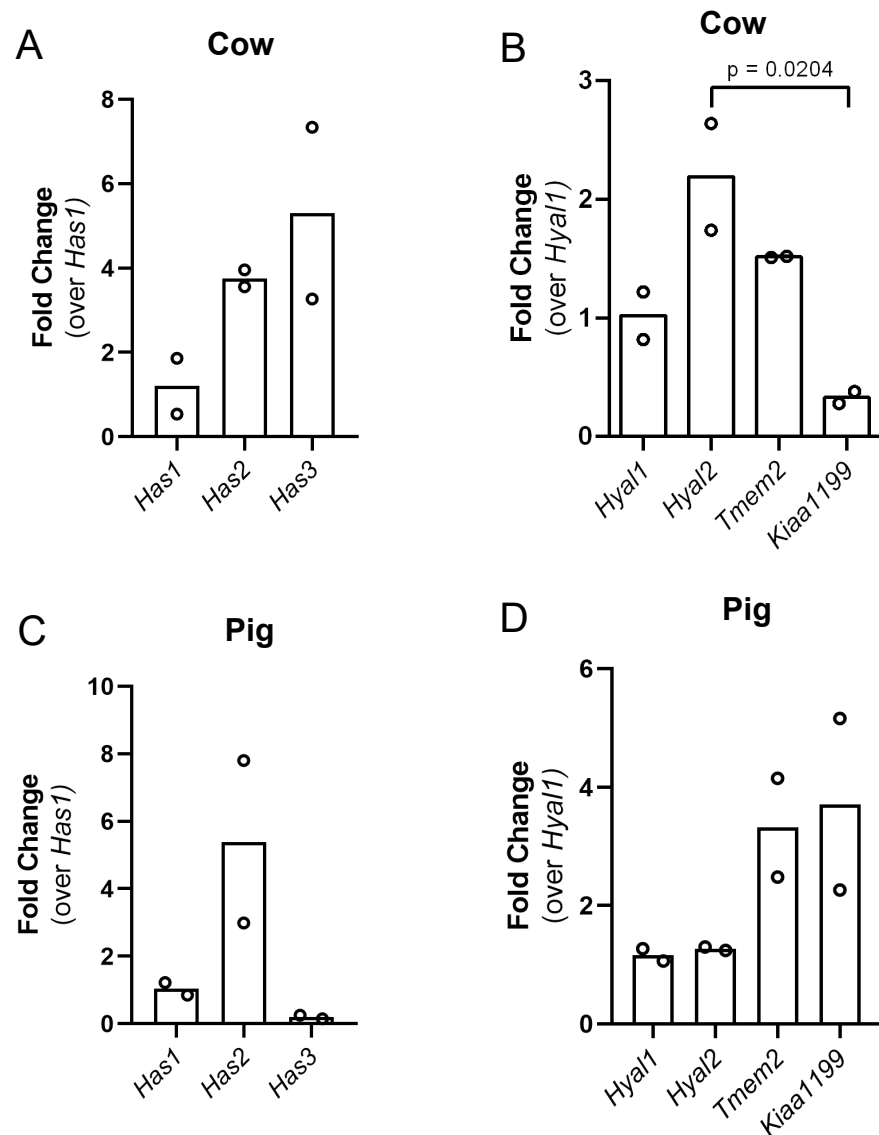 A
Cow
Fold Change
(over Has1)
8
6
4
2
0
Has1
Has2
Has3
B
Cow
p = 0.0204
Fold Change
(over Hyal1)
3
2
1
0
Hyal1
Hyal2
Tmem2
Kiaa1199
C
Pig
Fold Change
(over Has1)
10
8
6
4
2
0
Has1
Has2
Has3
D
Pig
Fold Change
(over Hyal1)
6
4
2
0
Hyal1
Hyal2
Tmem2
Kiaa1199